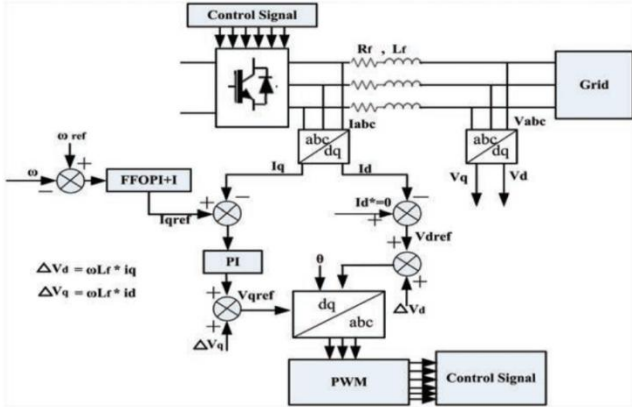 Control Signal
Rf , Lf
Grid
Iabc
Vabc
abc
dq
abc
dq
ω ref
+
ω
−
FFOPI+I
Iq
Id
Vq
Vd
Iqref
+
−
Id*=0
−
+
Vdref
PI
+
+
ΔVd = ωLf * iq
ΔVq = ωLf * id
θ
ΔVd
+
Vqref
+
ΔVq
dq
abc
PWM
Control Signal